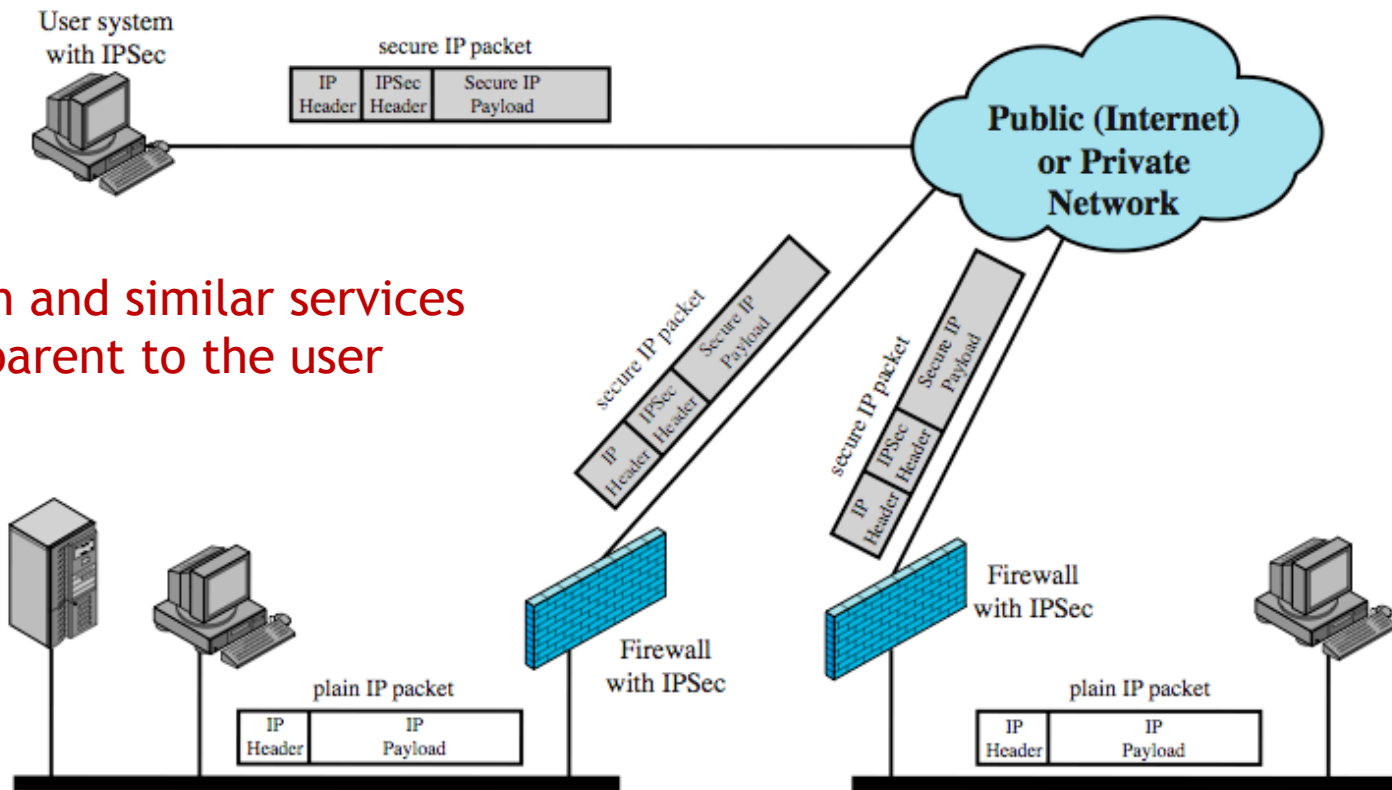 User system
with IPSec
secure IP packet
IP
Header
IPSec
Header
Secure IP
Payload
Public (Internet)
or Private
Network
n and similar services
parent to the user
secure IP packet
IP
Header
IPSec
Header
Secure IP
Payload
secure IP packet
IP
Header
IPSec
Header
Secure IP
Payload
Firewall
with IPSec
Firewall
with IPSec
plain IP packet
IP
Header
IP
Payload
plain IP packet
IP
Header
IP
Payload